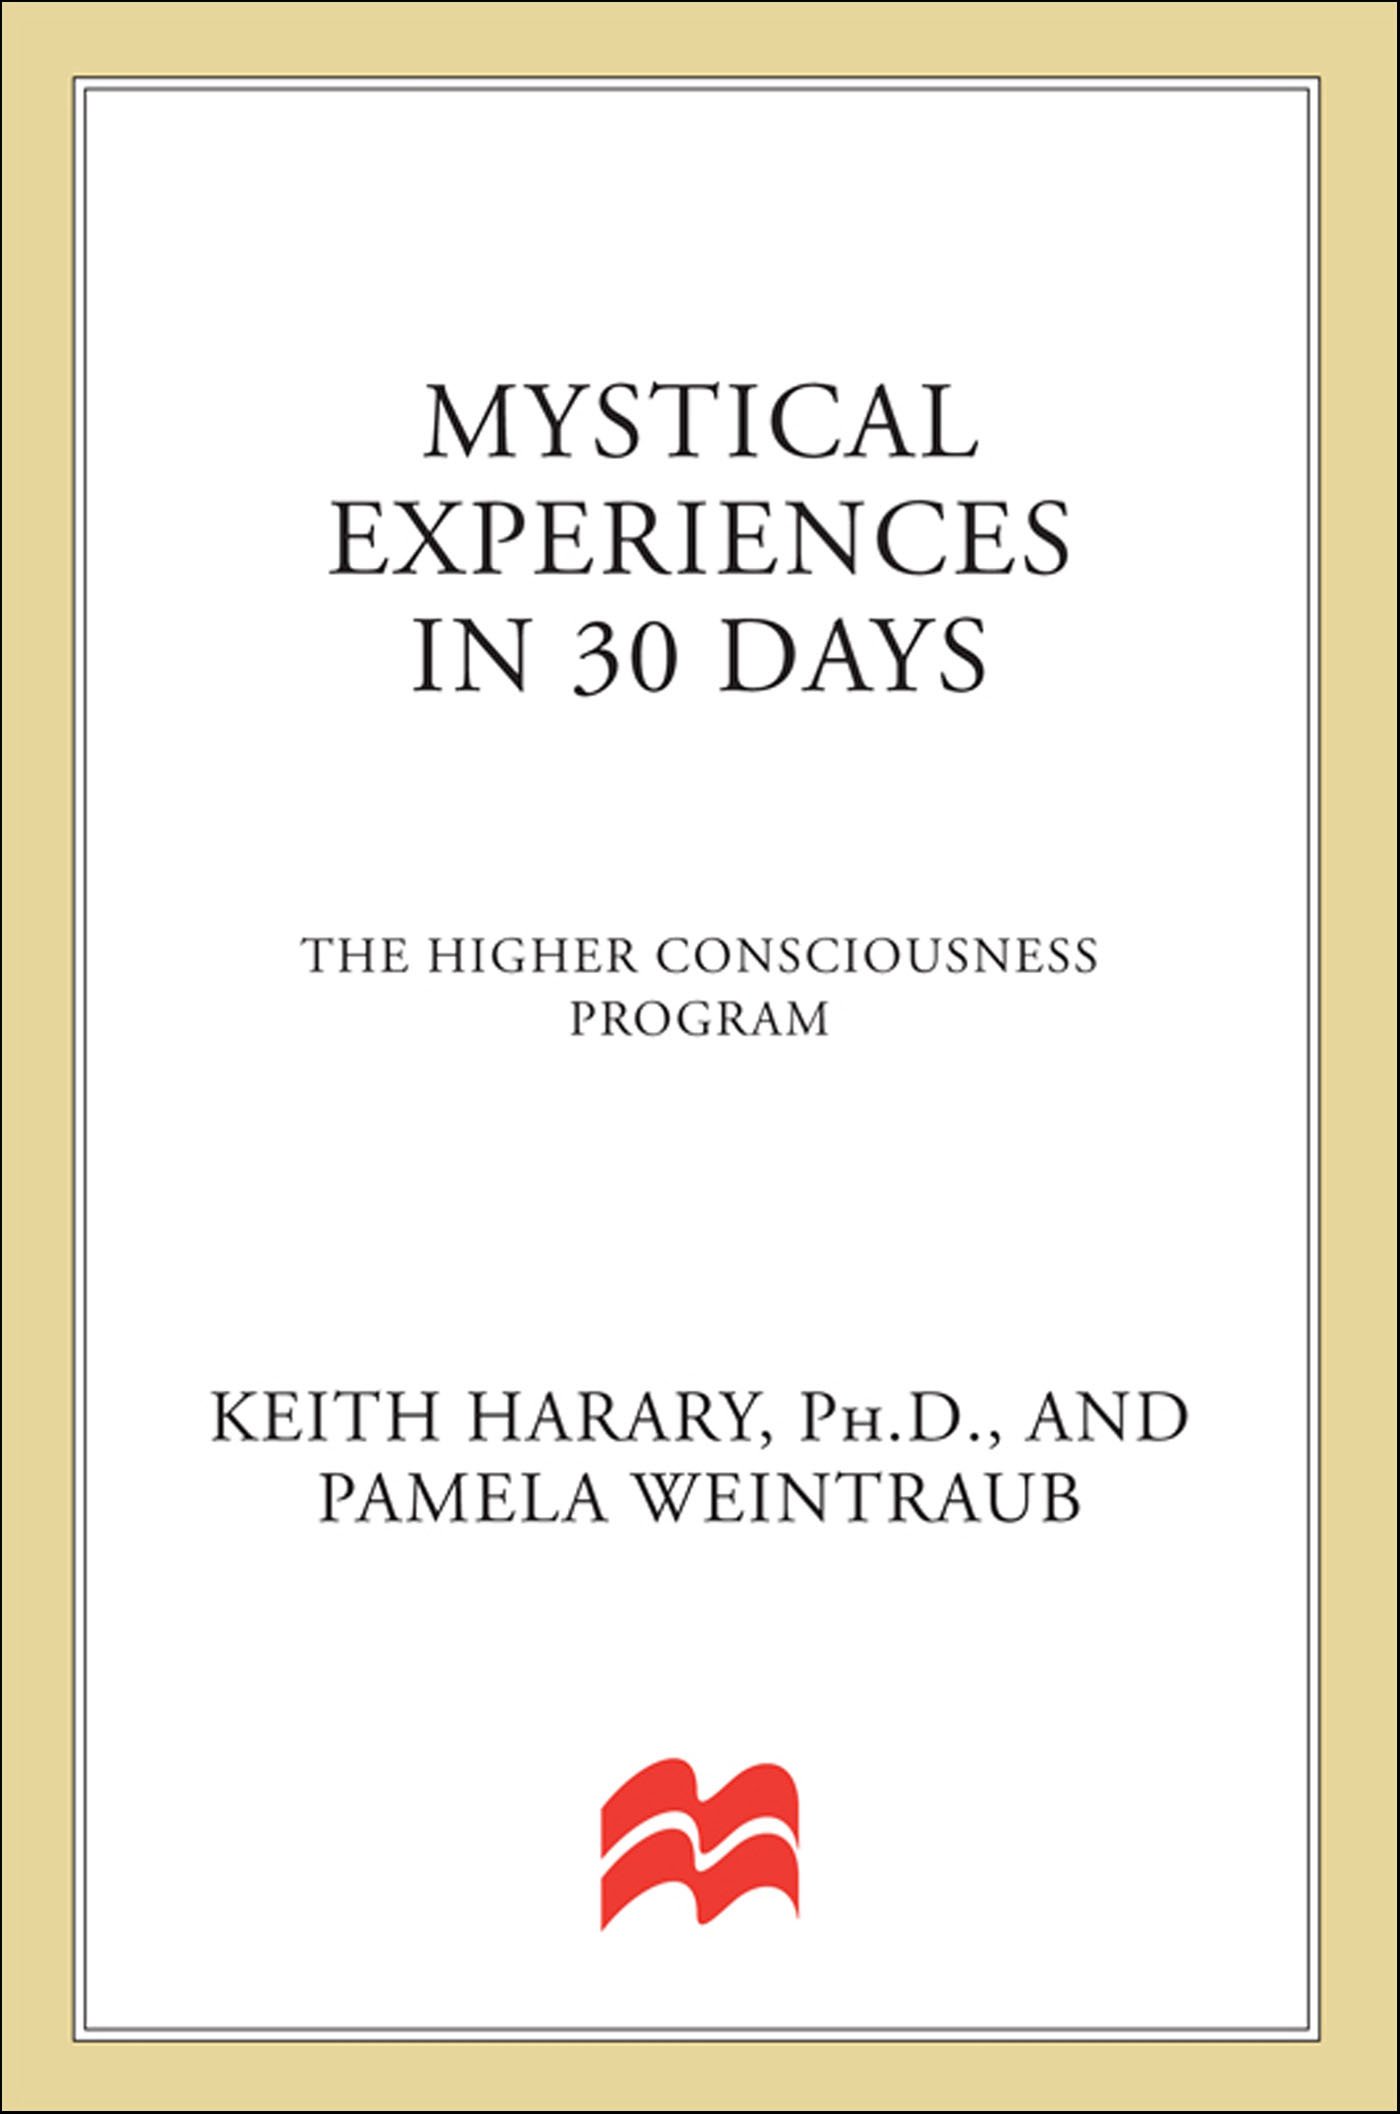 MYSTICAL
EXPERIENCES
IN 30 DAYS
THE HIGHER CONSCIOUSNESS
PROGRAM
KEITH HARARY, PH.D., AND
PAMELA WEINTRAUB